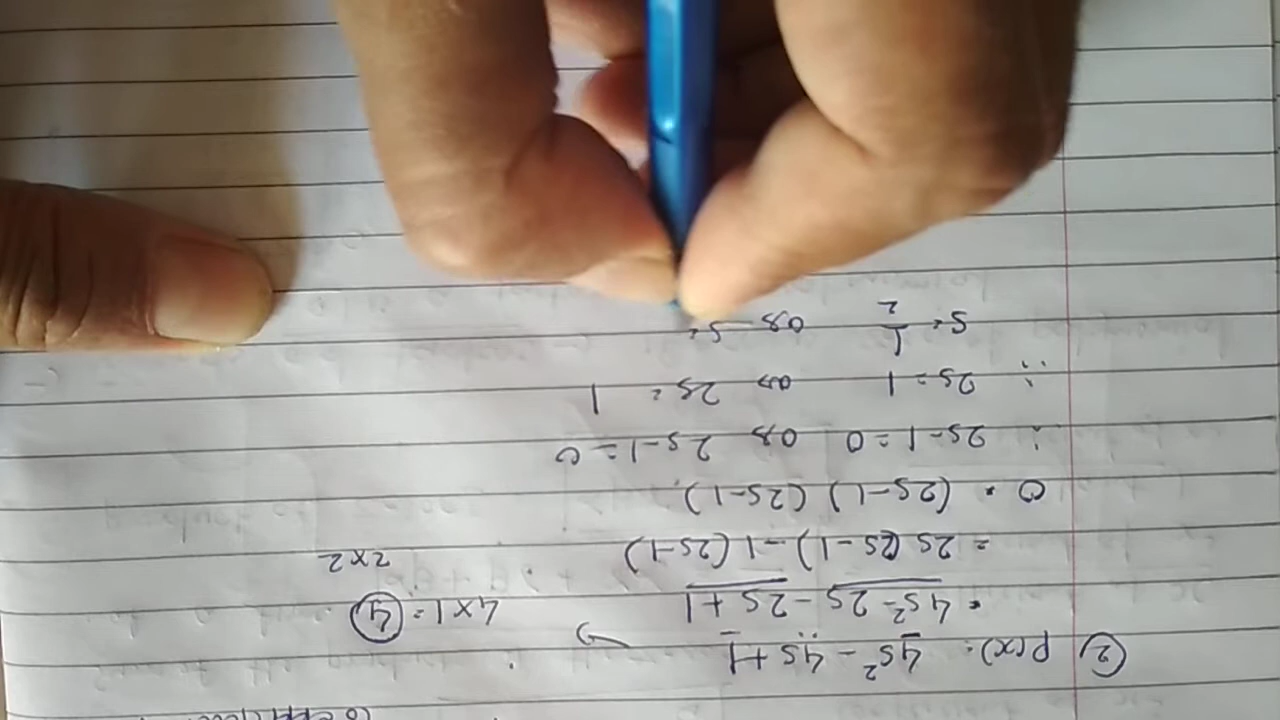 ② P(x): 4s² - 4s + 1
= 4s² - 2s - 2s + 1 4 x 1 = ④
= 2s (2s - 1) - 1 (2s - 1) 2 x 2
0 = (2s - 1) (2s - 1)
∴ 2s - 1 = 0 or 2s - 1 = 0
∴ 2s = 1 or 2s = 1
s = 1/2 or s =